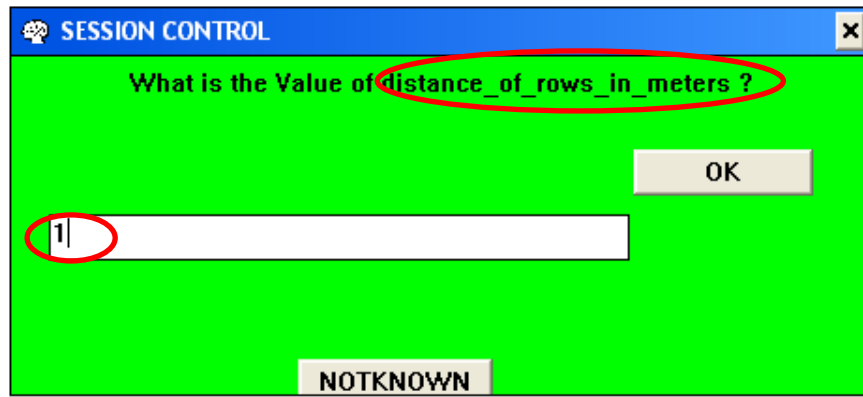 SESSION CONTROL
What is the Value of distance_of_rows_in_meters ?
OK
1
NOTKNOWN